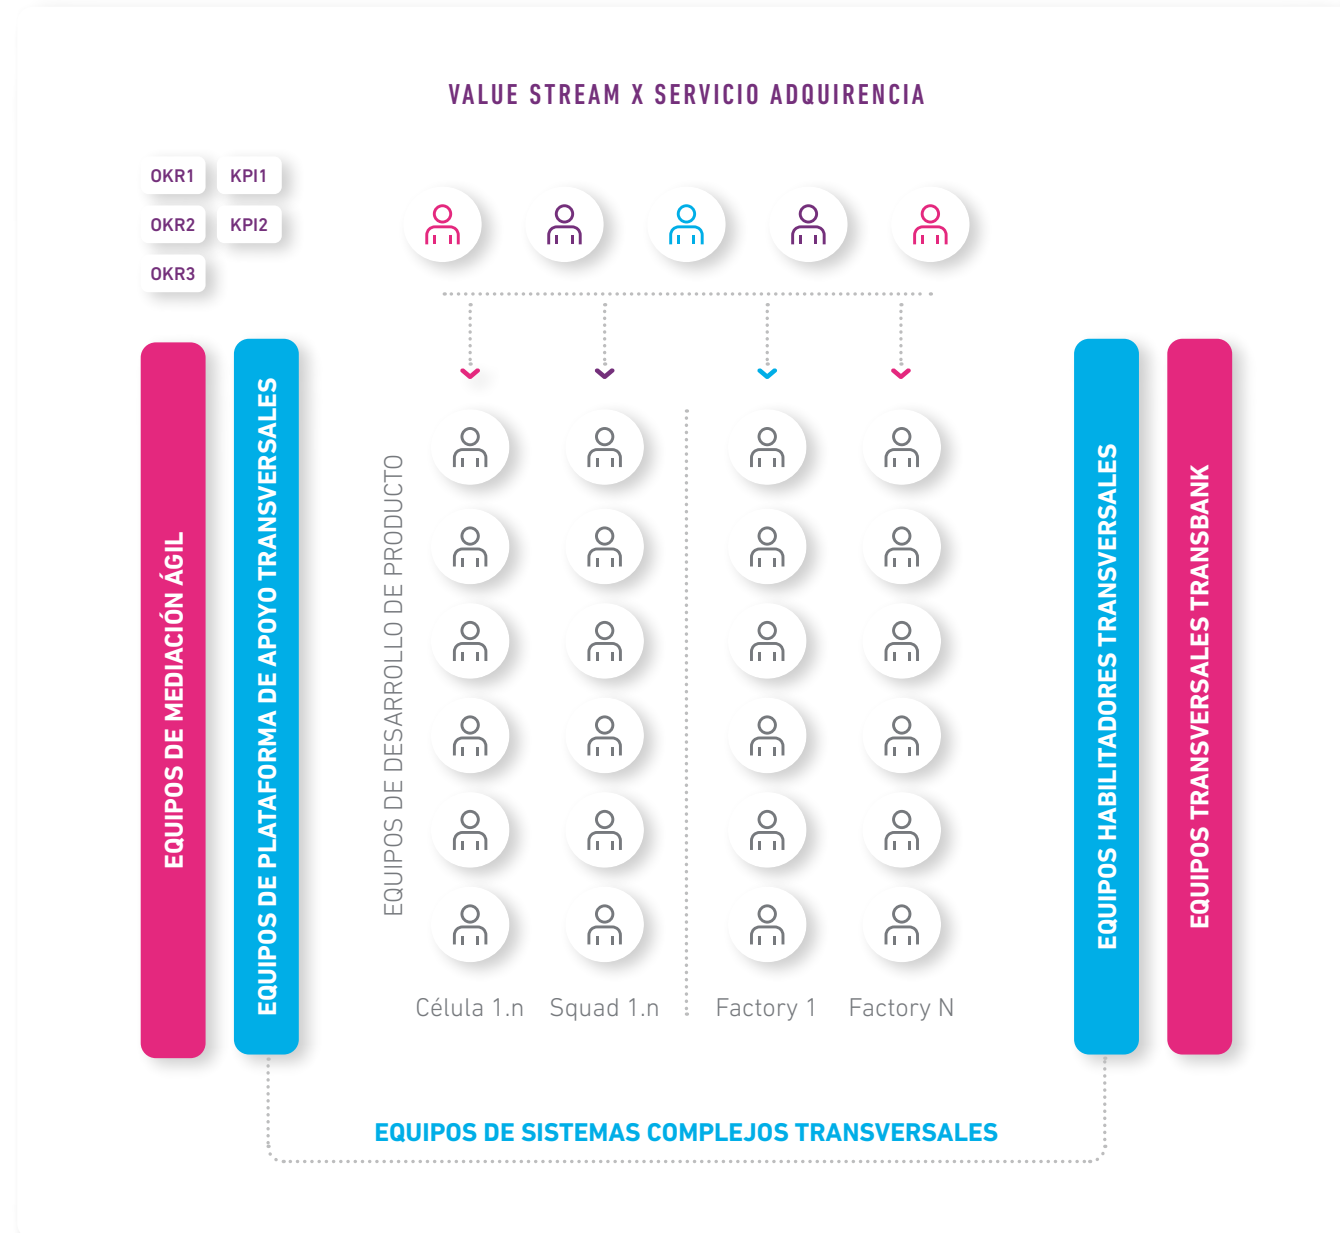 VALUE STREAM X SERVICIO ADQUIRENCIA
OKR1 KPI1
OKR2 KPI2
OKR3
EQUIPOS DE MEDIACIÓN ÁGIL
EQUIPOS DE PLATAFORMA DE APOYO TRANSVERSALES
EQUIPOS DE DESARROLLO DE PRODUCTO
EQUIPOS HABILITADORES TRANSVERSALES
EQUIPOS TRANSVERSALES TRANSBANK
Célula 1.n Squad 1.n Factory 1 Factory N
EQUIPOS DE SISTEMAS COMPLEJOS TRANSVERSALES